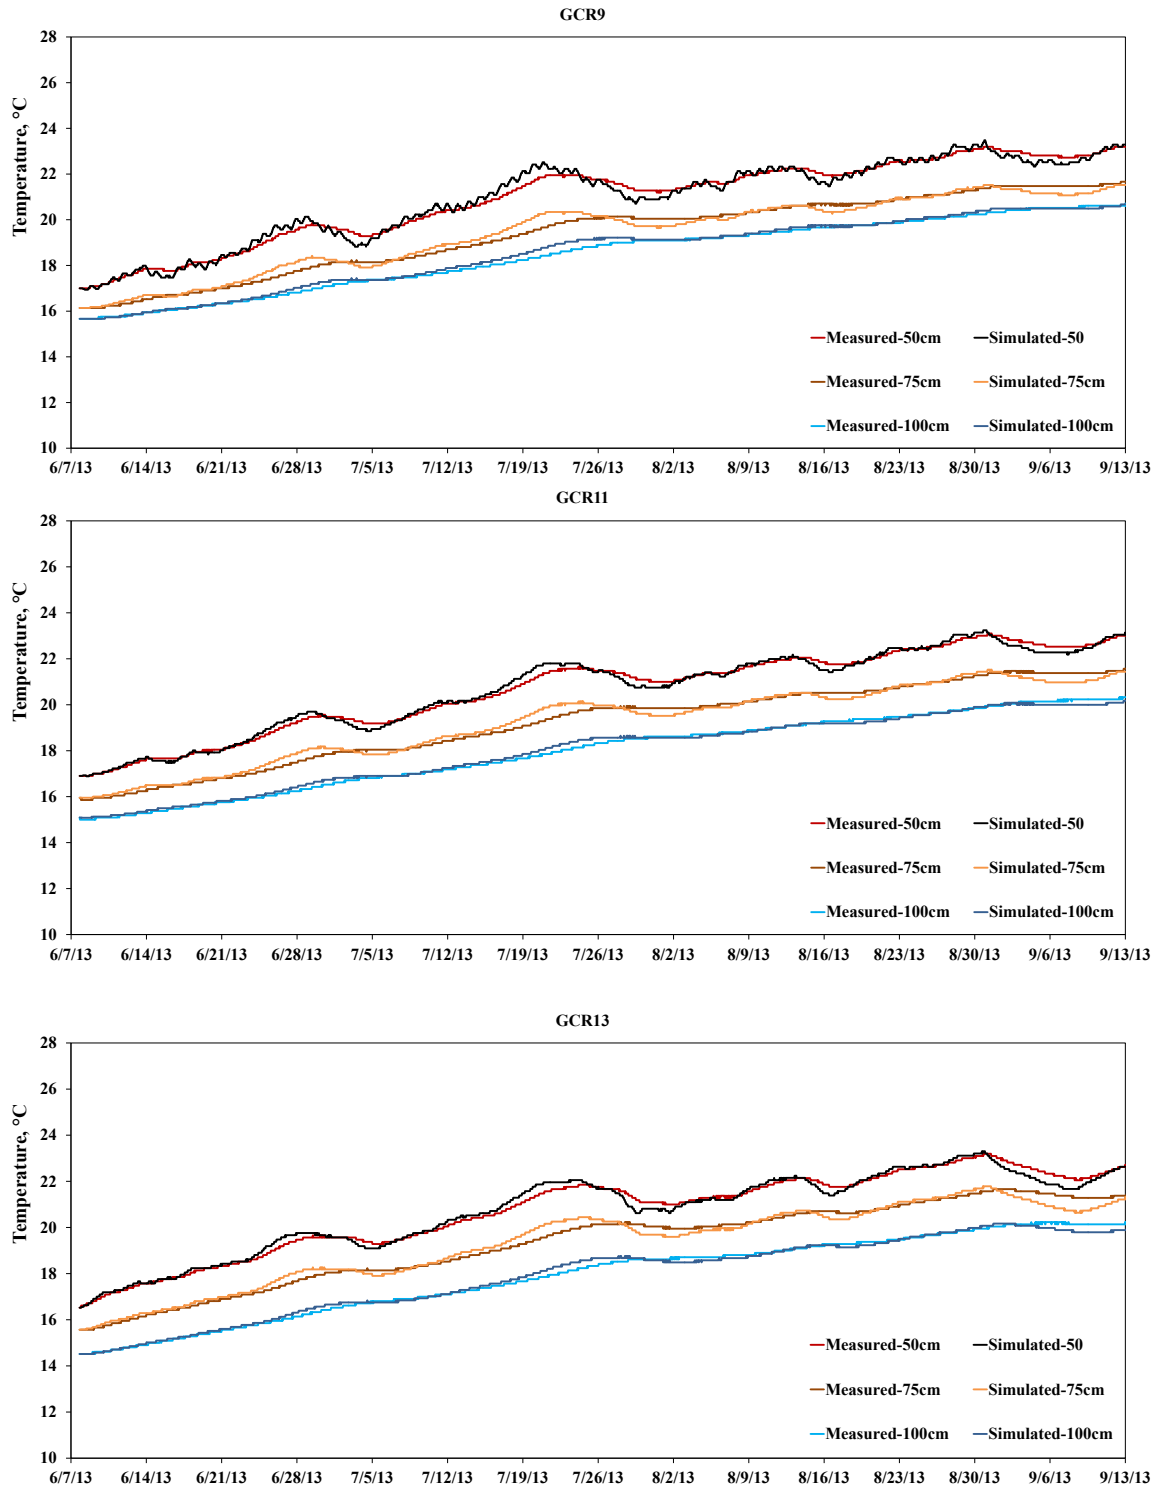 GCR9
Temperature, °C
28
26
24
22
20
18
16
14
12
10
Measured-50cm Simulated-50
Measured-75cm Simulated-75cm
Measured-100cm Simulated-100cm
6/7/13 6/14/13 6/21/13 6/28/13 7/5/13 7/12/13 7/19/13 7/26/13 8/2/13 8/9/13 8/16/13 8/23/13 8/30/13 9/6/13 9/13/13
GCR11
Temperature, °C
28
26
24
22
20
18
16
14
12
10
Measured-50cm Simulated-50
Measured-75cm Simulated-75cm
Measured-100cm Simulated-100cm
6/7/13 6/14/13 6/21/13 6/28/13 7/5/13 7/12/13 7/19/13 7/26/13 8/2/13 8/9/13 8/16/13 8/23/13 8/30/13 9/6/13 9/13/13
GCR13
Temperature, °C
28
26
24
22
20
18
16
14
12
10
Measured-50cm Simulated-50
Measured-75cm Simulated-75cm
Measured-100cm Simulated-100cm
6/7/13 6/14/13 6/21/13 6/28/13 7/5/13 7/12/13 7/19/13 7/26/13 8/2/13 8/9/13 8/16/13 8/23/13 8/30/13 9/6/13 9/13/13